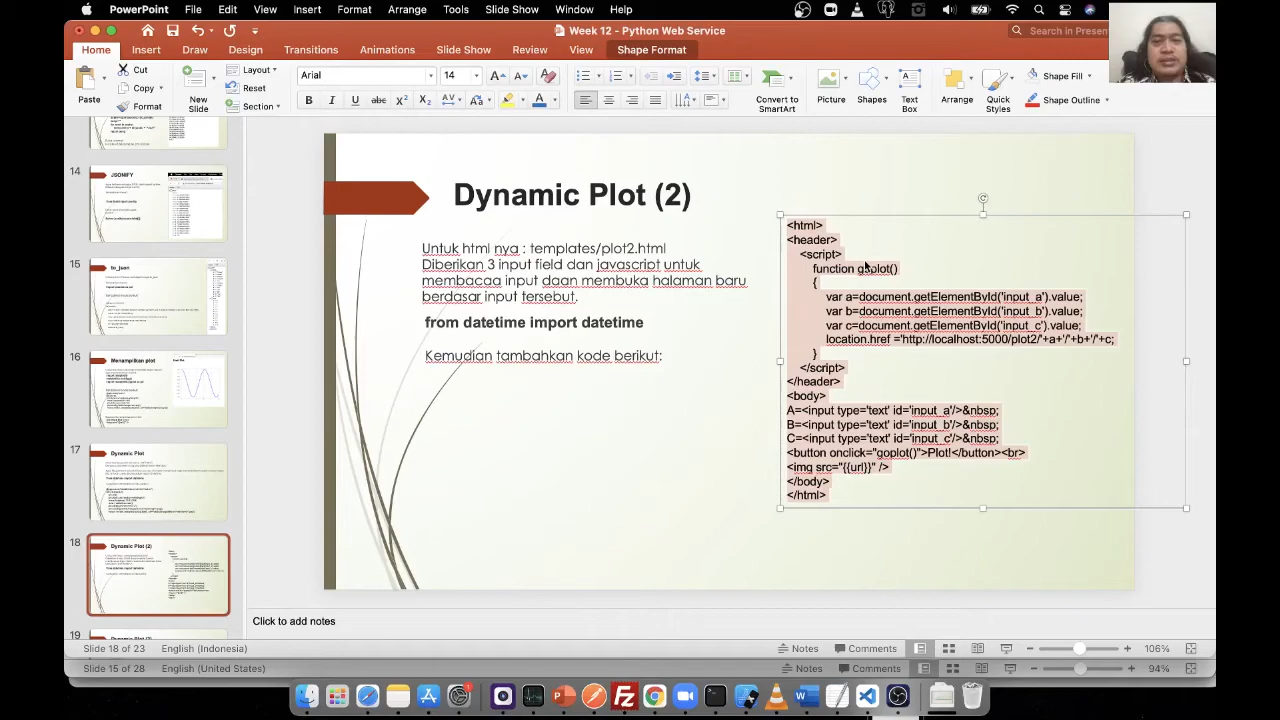 PowerPoint File Edit View Insert Format Arrange Tools Slide Show Window Help
Week 12 - Python Web Service
Search in Presentation
Home Insert Draw Design Transitions Animations Slide Show Review View Shape Format
Paste
Cut
Copy
Format
New Slide
Layout
Reset
Section
Arial
14
Convert to SmartArt
Picture
Shapes
Text Box
Arrange
Quick Styles
Shape Fill
Shape Outline
14
JSONIFY
15
to_json
16
Menampilkan plot
17
Dynamic Plot
18
Dynamic Plot (2)
19
Dynamic Plot (2)
Untuk html nya : templates/plot2.html
Diberikan 3 input field dan javascript untuk
membaca input dan membuka halaman baru
berdasar input tersebut.
from datetime import datetime
Kemudian tambahkan kode berikut:
<html>
<header>
<script>
function goplot()
{
var a=document.getElementById('input_a').value;
var b=document.getElementById('input_b').value;
var c=document.getElementById('input_c').value;
location.href ='http://localhost:5000/plot2/'+a+'/'+b+'/'+c;
</script>
</header>
<body>
A=<input type='text' id='input_a'/>&nbsp;
B=<input type='text' id='input_b'/>&nbsp;
C=<input type='text' id='input_c'/>&nbsp;
<button onclick="goplot()">Plot!</button><br>
</body>
</html>
Click to add notes
Slide 18 of 23 English (Indonesia) Notes Comments 106%
Slide 15 of 28 English (United States) Notes Comments 94%